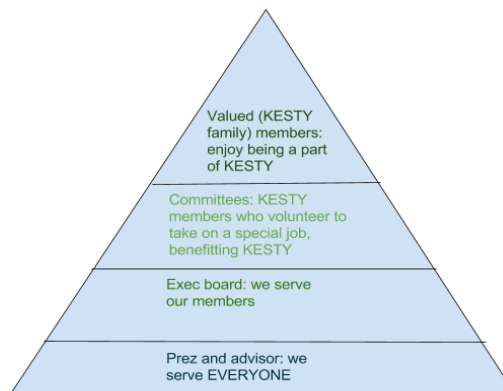 Valued (KESTY
family) members:
enjoy being a part
of KESTY
Committees: KESTY
members who volunteer to
take on a special job,
benefitting KESTY
Exec board: we serve
our members
Prez and advisor: we
serve EVERYONE